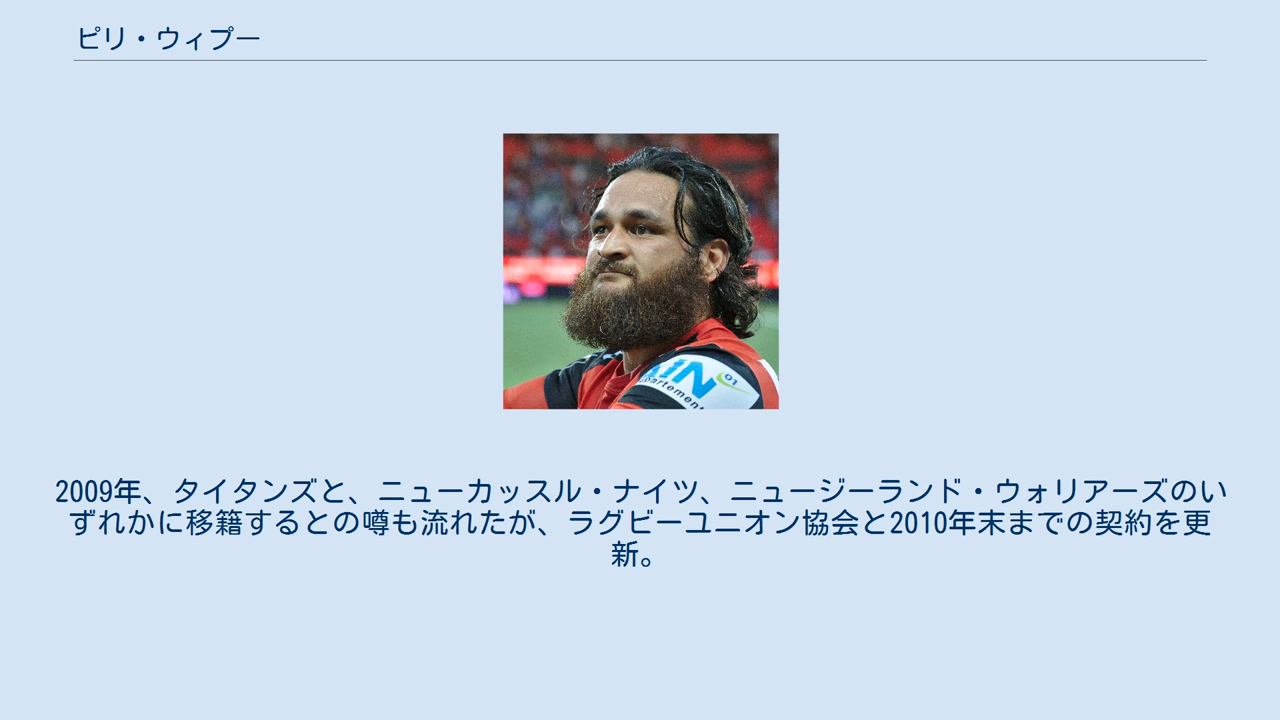 ピリ・ウィプー
AIN
01
partement
2009年、タイタンズと、ニューカッスル・ナイツ、ニュージーランド・ウォリアーズのい
ずれかに移籍するとの噂も流れたが、ラグビーユニオン協会と2010年末までの契約を更
新。